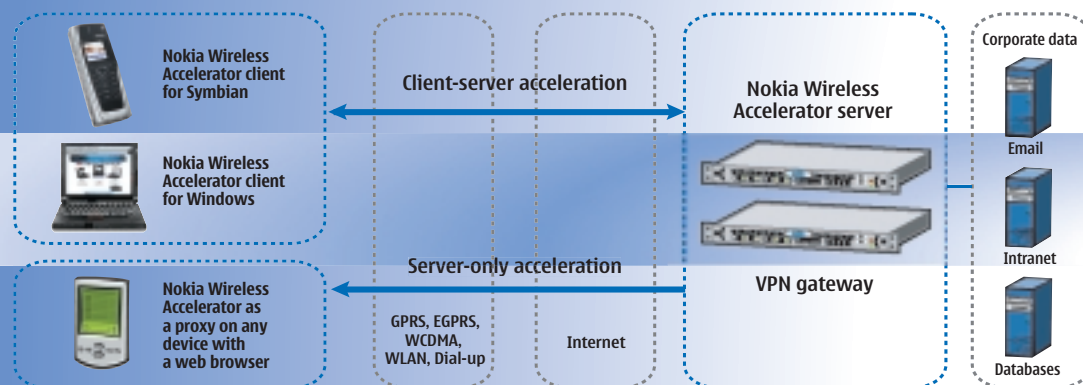 Nokia Wireless
Accelerator client
for Symbian
Nokia Wireless
Accelerator client
for Windows
Nokia Wireless
Accelerator as
a proxy on any
device with
a web browser
Client-server acceleration
Server-only acceleration
GPRS, EGPRS,
WCDMA,
WLAN, Dial-up
Internet
Nokia Wireless
Accelerator server
VPN gateway
Corporate data
Email
Intranet
Databases